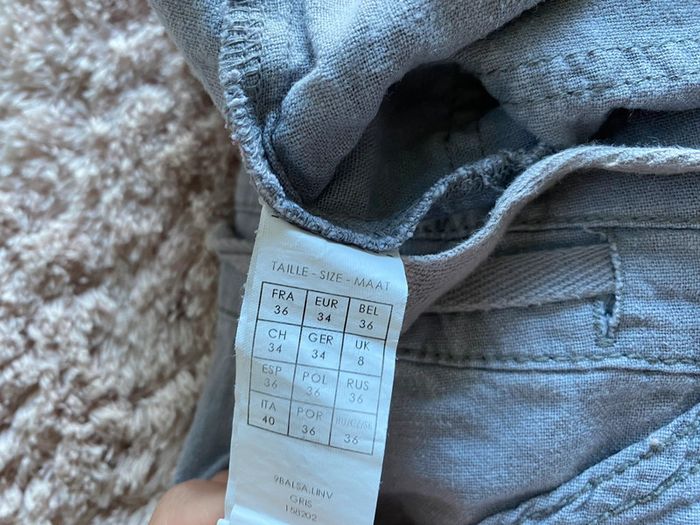 TAILLE - SIZE - MAAT
FRA EUR BEL
36 34 36
CH GER UK
34 34 8
ESP POL RUS
36 36 36
ITA POR
40 36 36
9BALSA.LINV
GRIS
158202